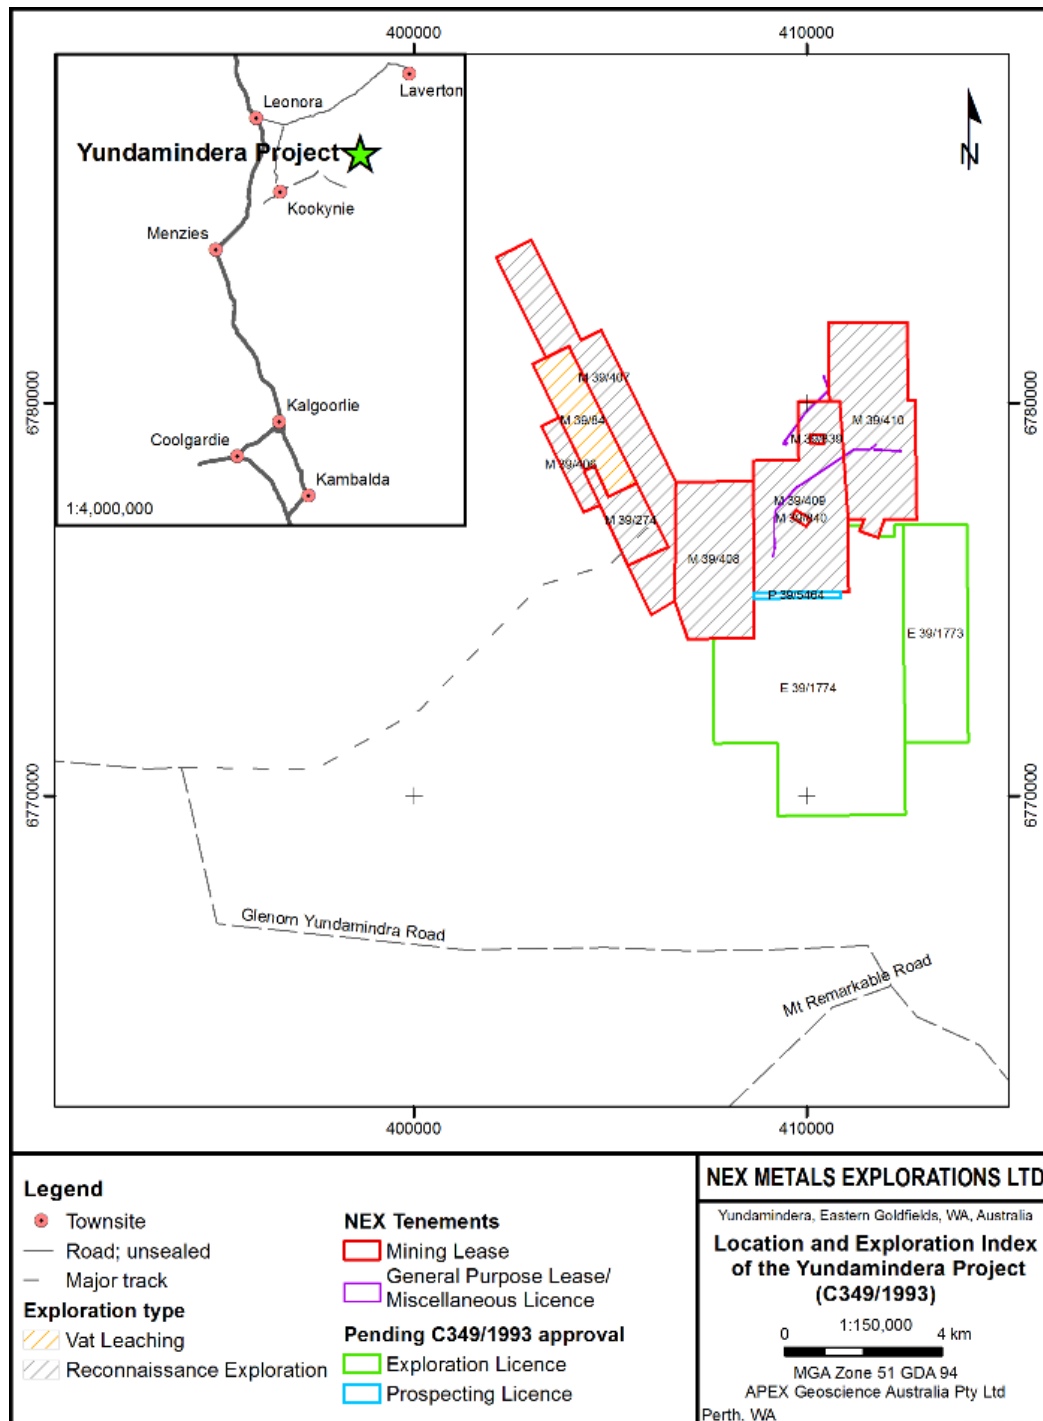 400000
410000
Laverton
Leonora
Yundamindera Project
Kookynie
Menzies
Kalgoorlie
Coolgardie
Kambalda
1:4,000,000
N
6780000
6780000
M 39/407
M 39/84
M 39/406
M 39/274
M 39/408
M 39/410
M 39/839
M 39/409
M 39/840
P 39/5464
E 39/1773
E 39/1774
6770000
6770000
Glenorn Yundamindra Road
Mt Remarkable Road
400000
410000
Legend
Townsite
Road; unsealed
Major track
Exploration type
Vat Leaching
Reconnaissance Exploration
NEX Tenements
Mining Lease
General Purpose Lease/
Miscellaneous Licence
Pending C349/1993 approval
Exploration Licence
Prospecting Licence
NEX METALS EXPLORATIONS LTD
Yundamindera, Eastern Goldfields, WA, Australia
Location and Exploration Index
of the Yundamindera Project
(C349/1993)
1:150,000
0 4 km
MGA Zone 51 GDA 94
APEX Geoscience Australia Pty Ltd
Perth, WA